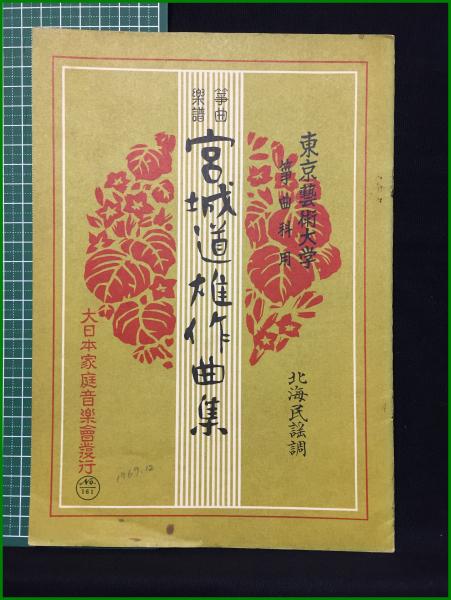 東京藝術大学
箏曲科用
箏曲
樂譜
宮城道雄作曲集
北海民謡調
大日本家庭音樂會發行
No.
161
1969.12